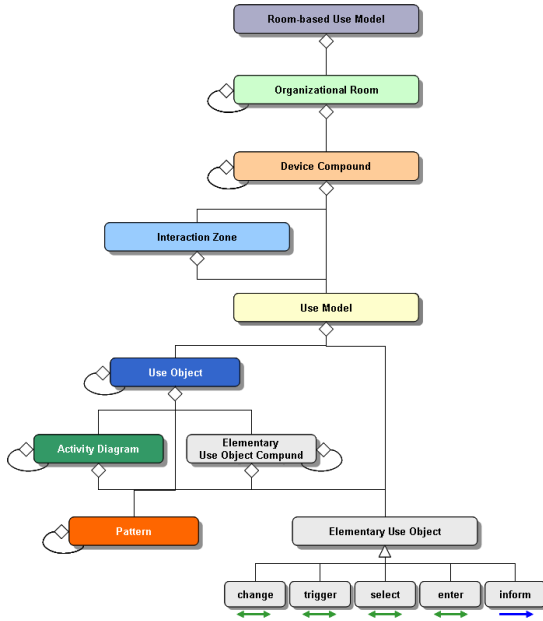 Room-based Use Model
Organizational Room
Device Compound
Interaction Zone
Use Model
Use Object
Activity Diagram
Elementary
Use Object Compund
Pattern
Elementary Use Object
change
trigger
select
enter
inform